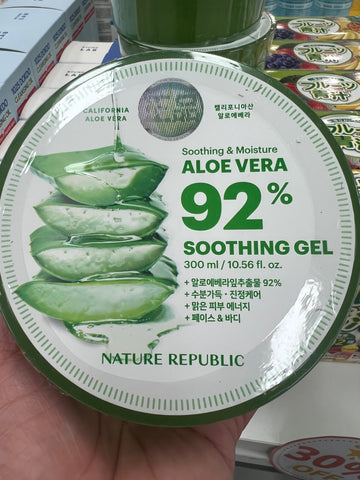 CALIFORNIA
ALOE VERA
캘리포니아산
알로에베라
Soothing & Moisture
ALOE VERA
92%
SOOTHING GEL
300 ml / 10.56 fl. oz.
+ 알로에베라잎추출물 92%
+ 수분가득 · 진정케어
+ 맑은 피부 에너지
+ 페이스 & 바디
NATURE REPUBLIC
30%
OFF